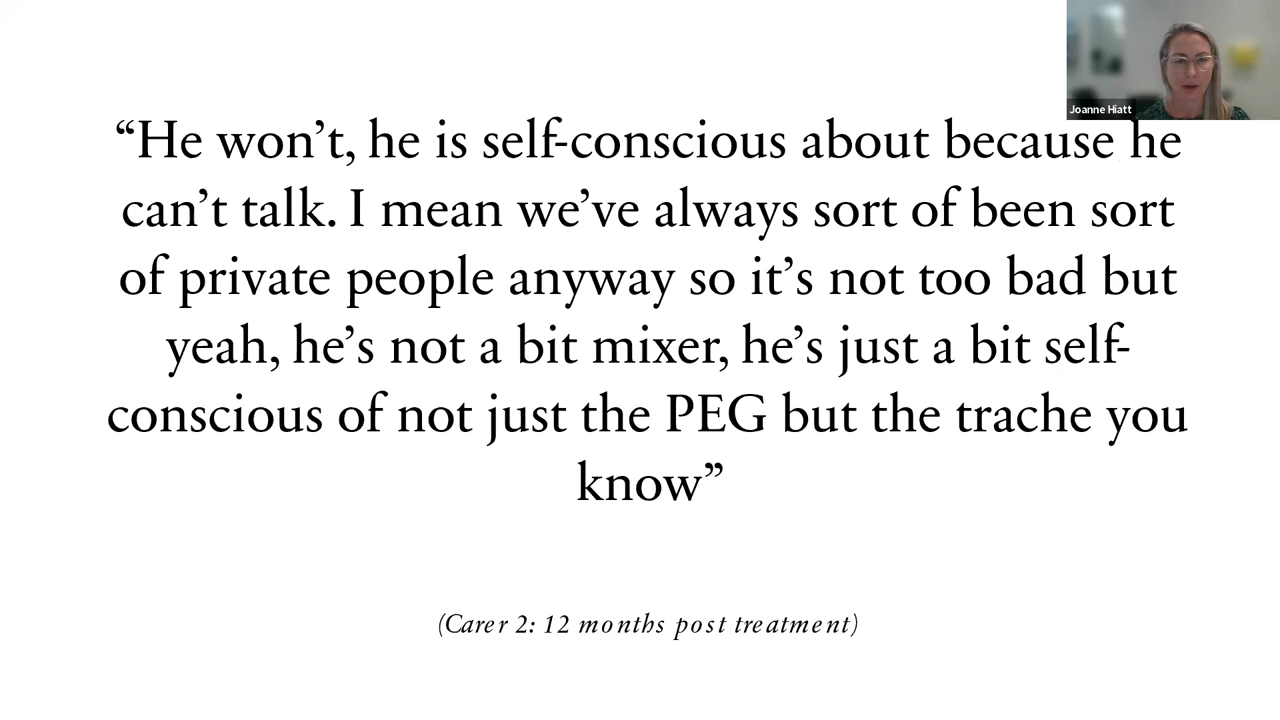 Joanne Hiatt
“He won’t, he is self-conscious about because he
can’t talk. I mean we’ve always sort of been sort
of private people anyway so it’s not too bad but
yeah, he’s not a bit mixer, he’s just a bit self-
conscious of not just the PEG but the trache you
know”
(Carer 2: 12 months post treatment)